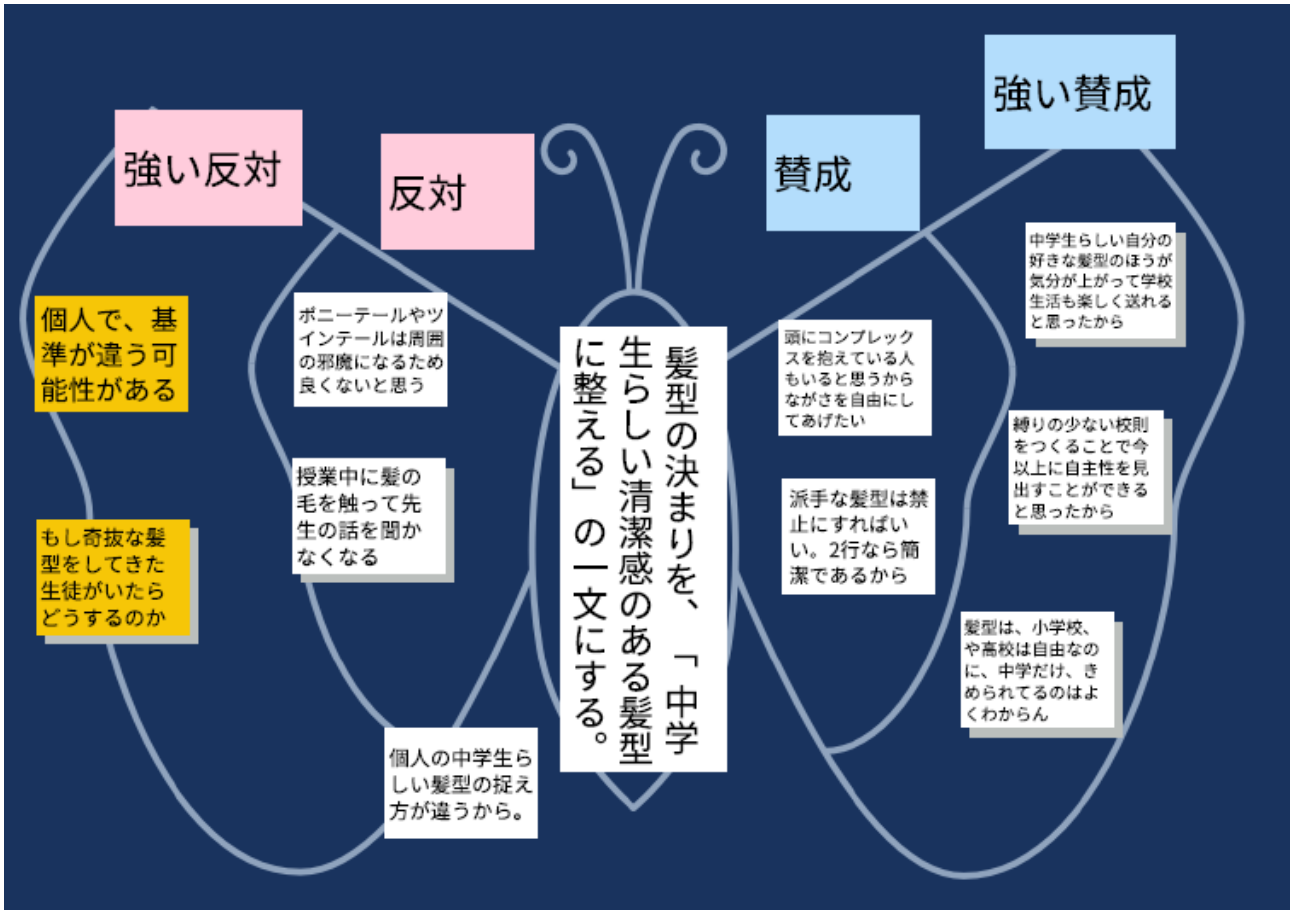 強い反対
反対
賛成
強い賛成
個人で、基
準が違う可
能性がある
もし奇抜な髪
型をしてきた
生徒がいたら
どうするのか
ポニーテールやツ
インテールは周囲
の邪魔になるため
良くないと思う
授業中に髪の
毛を触って先
生の話を聞か
なくなる
個人の中学生ら
しい髪型の捉え
方が違うから。
髪型の決まりを、「中学
生らしい清潔感のある髪型
に整える」の一文にする。
頭にコンプレック
スを抱えている人
もいると思うから
ながさを自由にし
てあげたい
派手な髪型は禁
止にすればい
い。2行なら簡
潔であるから
中学生らしい自分の
好きな髪型のほうが
気分が上がって学校
生活も楽しく送れる
と思ったから
縛りの少ない校則
をつくることで今
以上に自主性を見
出すことができる
と思ったから
髪型は、小学校、
や高校は自由なの
に、中学だけ、き
められてるのはよ
くわからん